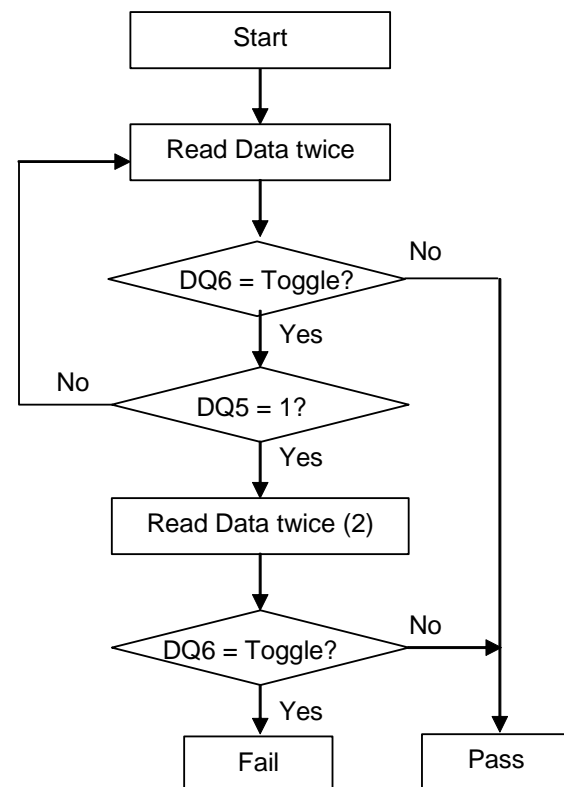 Start
Read Data twice
DQ6 = Toggle?
No
Yes
No
DQ5 = 1?
Yes
Read Data twice (2)
DQ6 = Toggle?
No
Yes
Fail
Pass